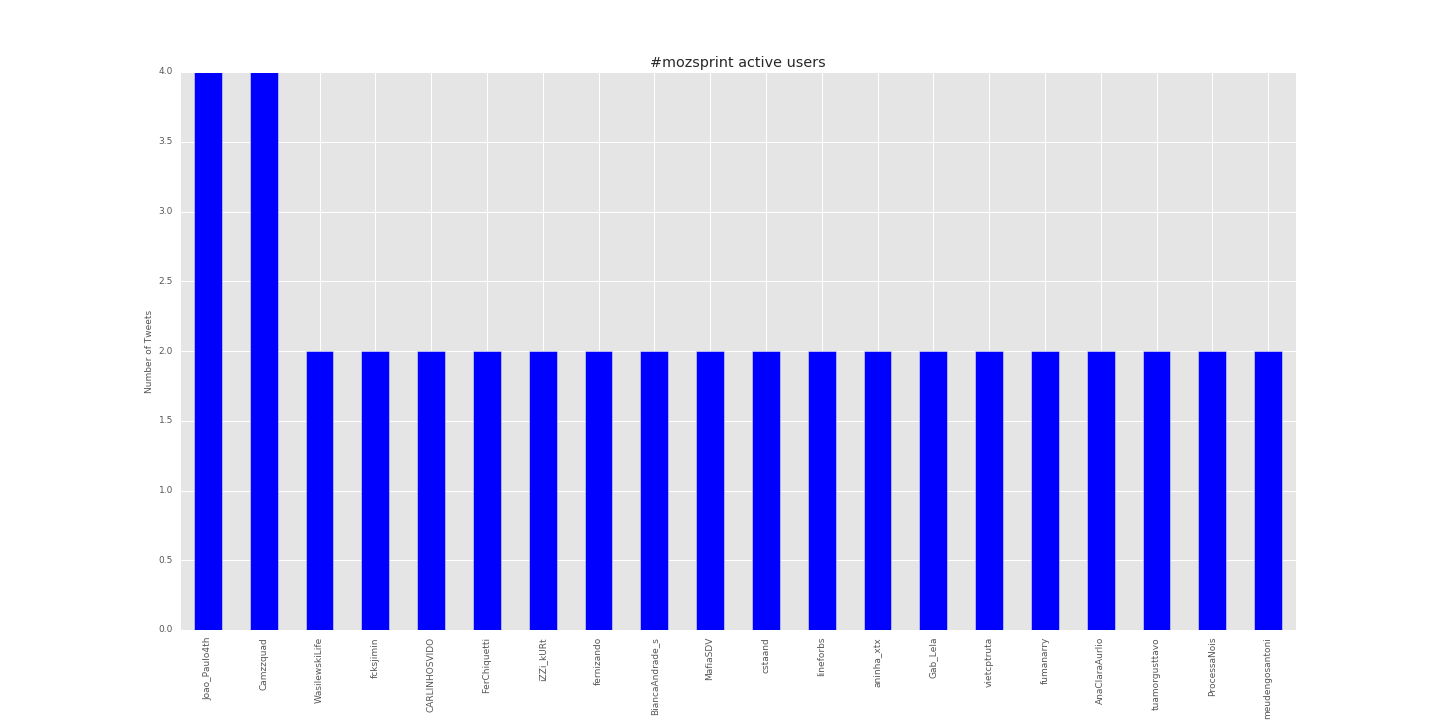 #mozsprint active users
4.0
3.5
3.0
2.5
2.0
1.5
1.0
0.5
0.0
Number of Tweets
Joao_Paulo4th
Camzzquad
WasilewskiLife
fcksjimin
CARLINHOSVIDO
FerChiquetti
iZZi_kURt
fernizando
BiancaAndrade_s
MafiaSDV
cstaand
lineforbs
aninha_xtx
Gab_Lela
vietcptruta
fumanarry
AnaClaraAurlio
tuamorgusttavo
ProcessaNois
meudengosantoni